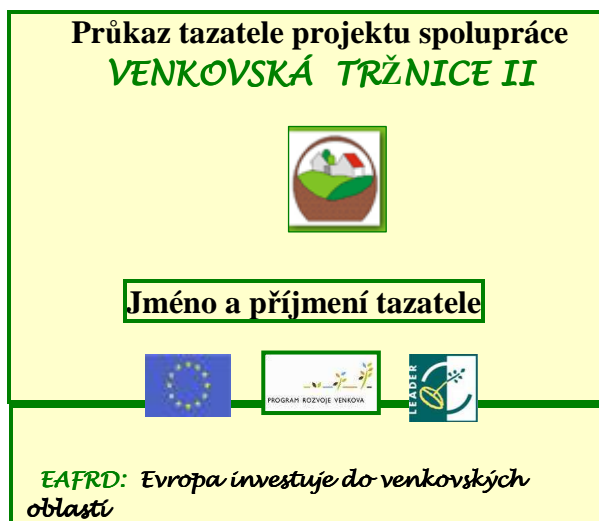 Průkaz tazatele projektu spolupráce
VENKOVSKÁ TRŽNICE II
Jméno a příjmení tazatele
PROGRAM ROZVOJE VENKOVA
LEADER
EAFRD: Evropa investuje do venkovských
oblastí